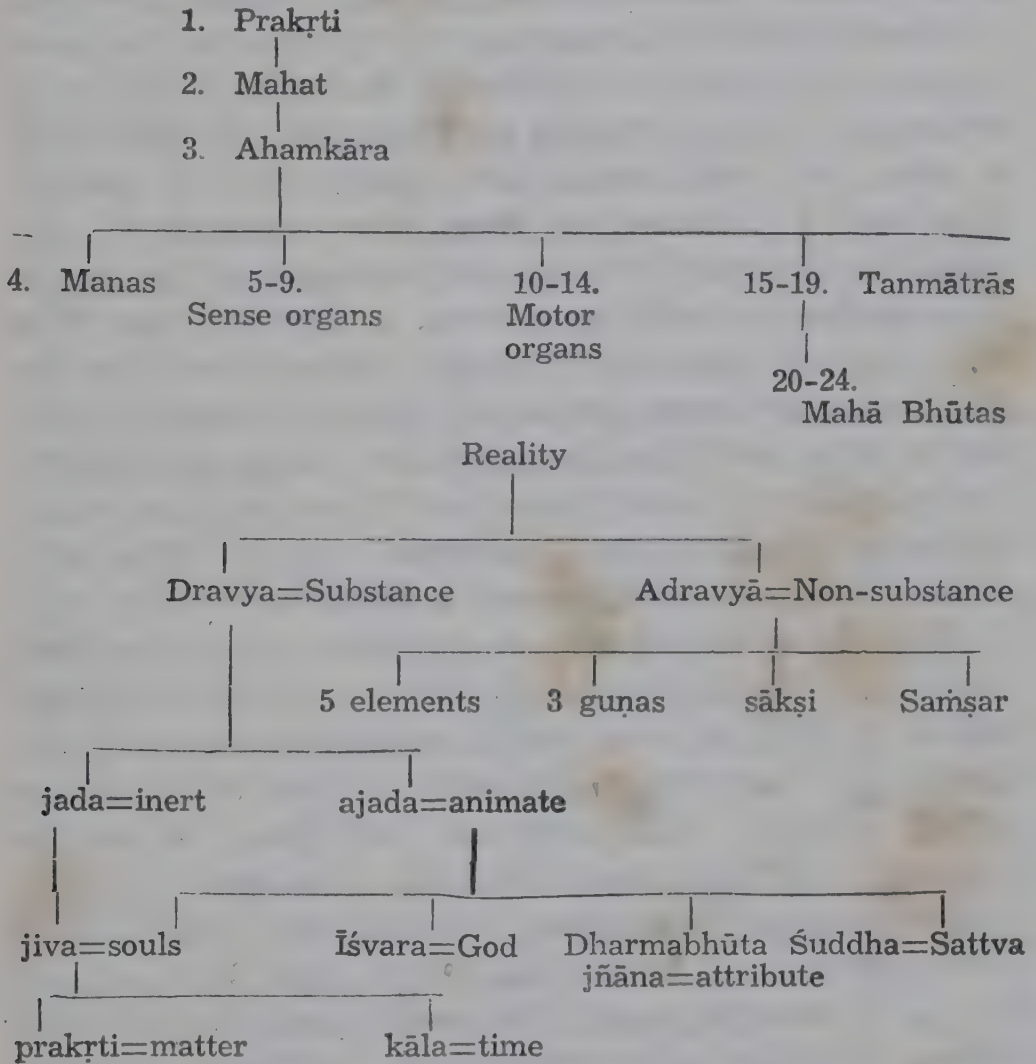 1. Prakṛti
2. Mahat
3. Ahamkāra
4. Manas 5-9. 10-14. 15-19. Tanmātrās
Sense organs Motor
organs
20-24.
Mahā Bhūtas
Reality
Dravya=Substance Adravyā=Non-substance
5 elements 3 guṇas sākṣi Saṁṣar
jada=inert ajada=animate
jiva=souls Īśvara=God Dharmabhūta Śuddha=Sattva
jñāna=attribute
prakṛti=matter kāla=time